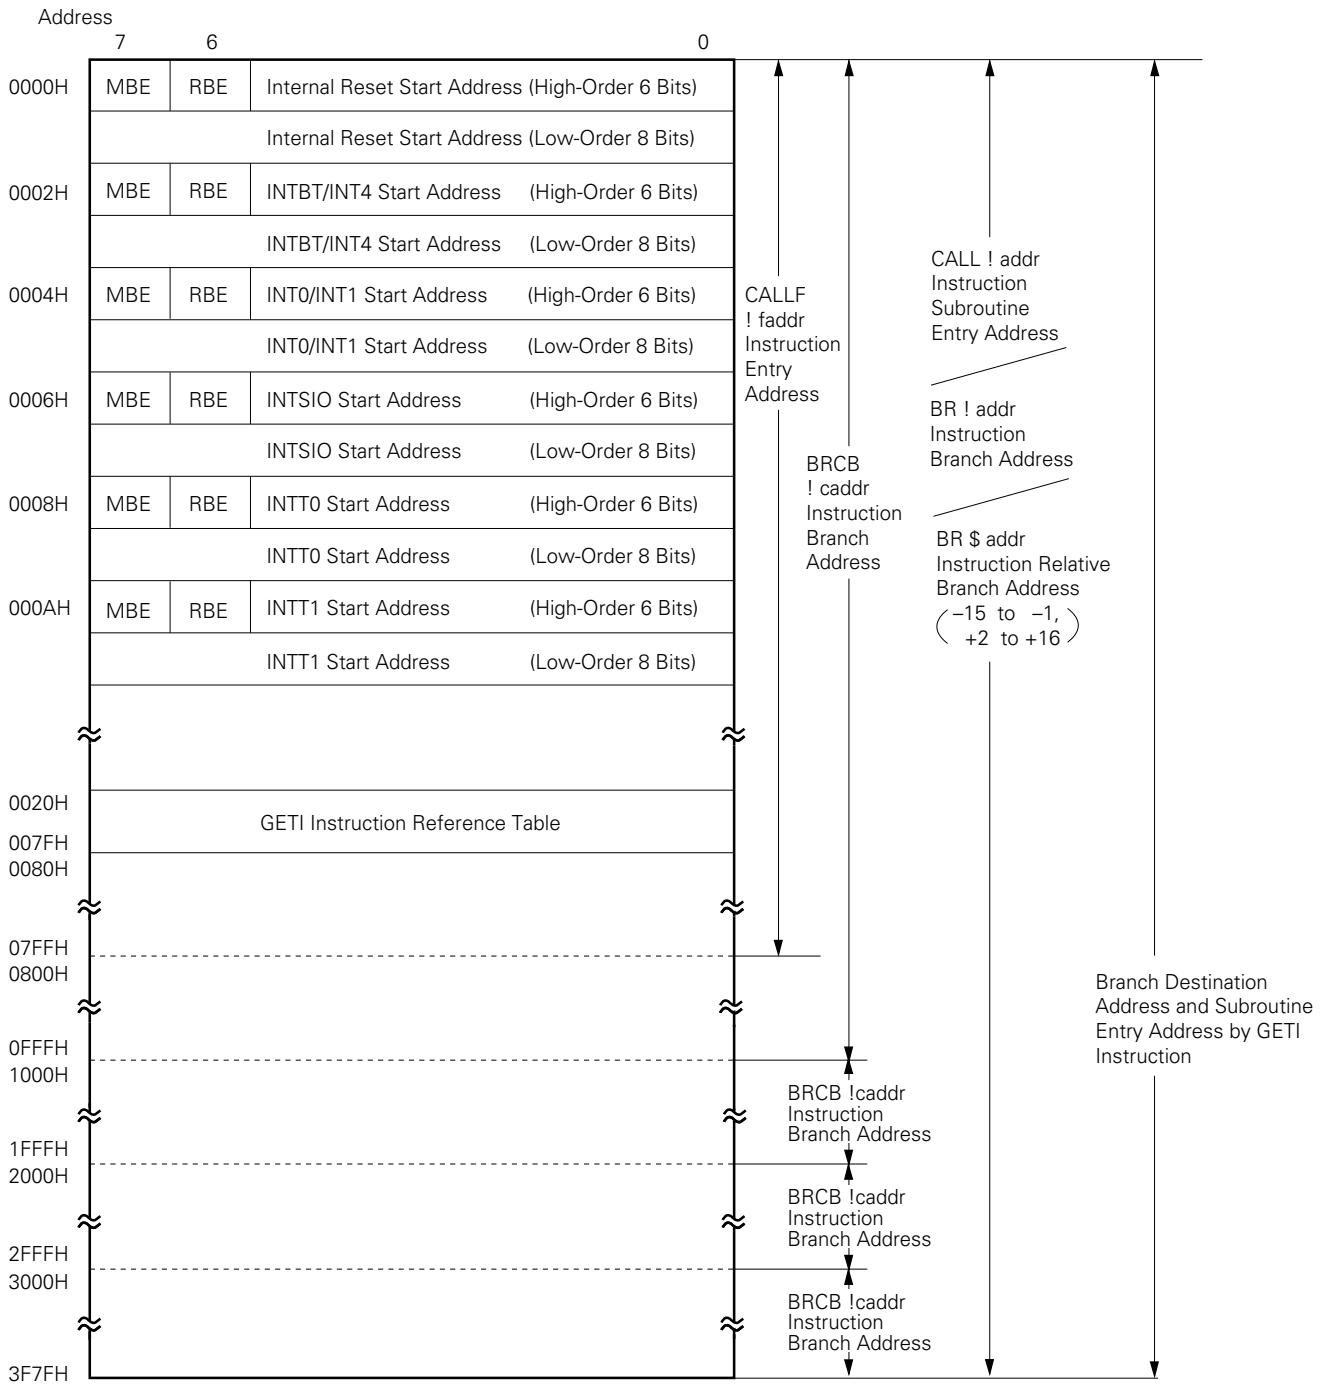 Address
7 6 0
0000H MBE RBE Internal Reset Start Address (High-Order 6 Bits)
Internal Reset Start Address (Low-Order 8 Bits)
0002H MBE RBE INTBT/INT4 Start Address (High-Order 6 Bits)
INTBT/INT4 Start Address (Low-Order 8 Bits)
0004H MBE RBE INT0/INT1 Start Address (High-Order 6 Bits)
INT0/INT1 Start Address (Low-Order 8 Bits)
0006H MBE RBE INTSIO Start Address (High-Order 6 Bits)
INTSIO Start Address (Low-Order 8 Bits)
0008H MBE RBE INTT0 Start Address (High-Order 6 Bits)
INTT0 Start Address (Low-Order 8 Bits)
000AH MBE RBE INTT1 Start Address (High-Order 6 Bits)
INTT1 Start Address (Low-Order 8 Bits)
0020H
GETI Instruction Reference Table
007FH
0080H
07FFH
0800H
0FFFH
1000H
1FFFH
2000H
2FFFH
3000H
3F7FH
CALLF
! faddr
Instruction
Entry
Address
BRCB
! caddr
Instruction
Branch
Address
BRCB !caddr
Instruction
Branch Address
BRCB !caddr
Instruction
Branch Address
BRCB !caddr
Instruction
Branch Address
CALL ! addr
Instruction
Subroutine
Entry Address
BR ! addr
Instruction
Branch Address
BR $ addr
Instruction Relative
Branch Address
(–15 to –1,
+2 to +16)
Branch Destination
Address and Subroutine
Entry Address by GETI
Instruction